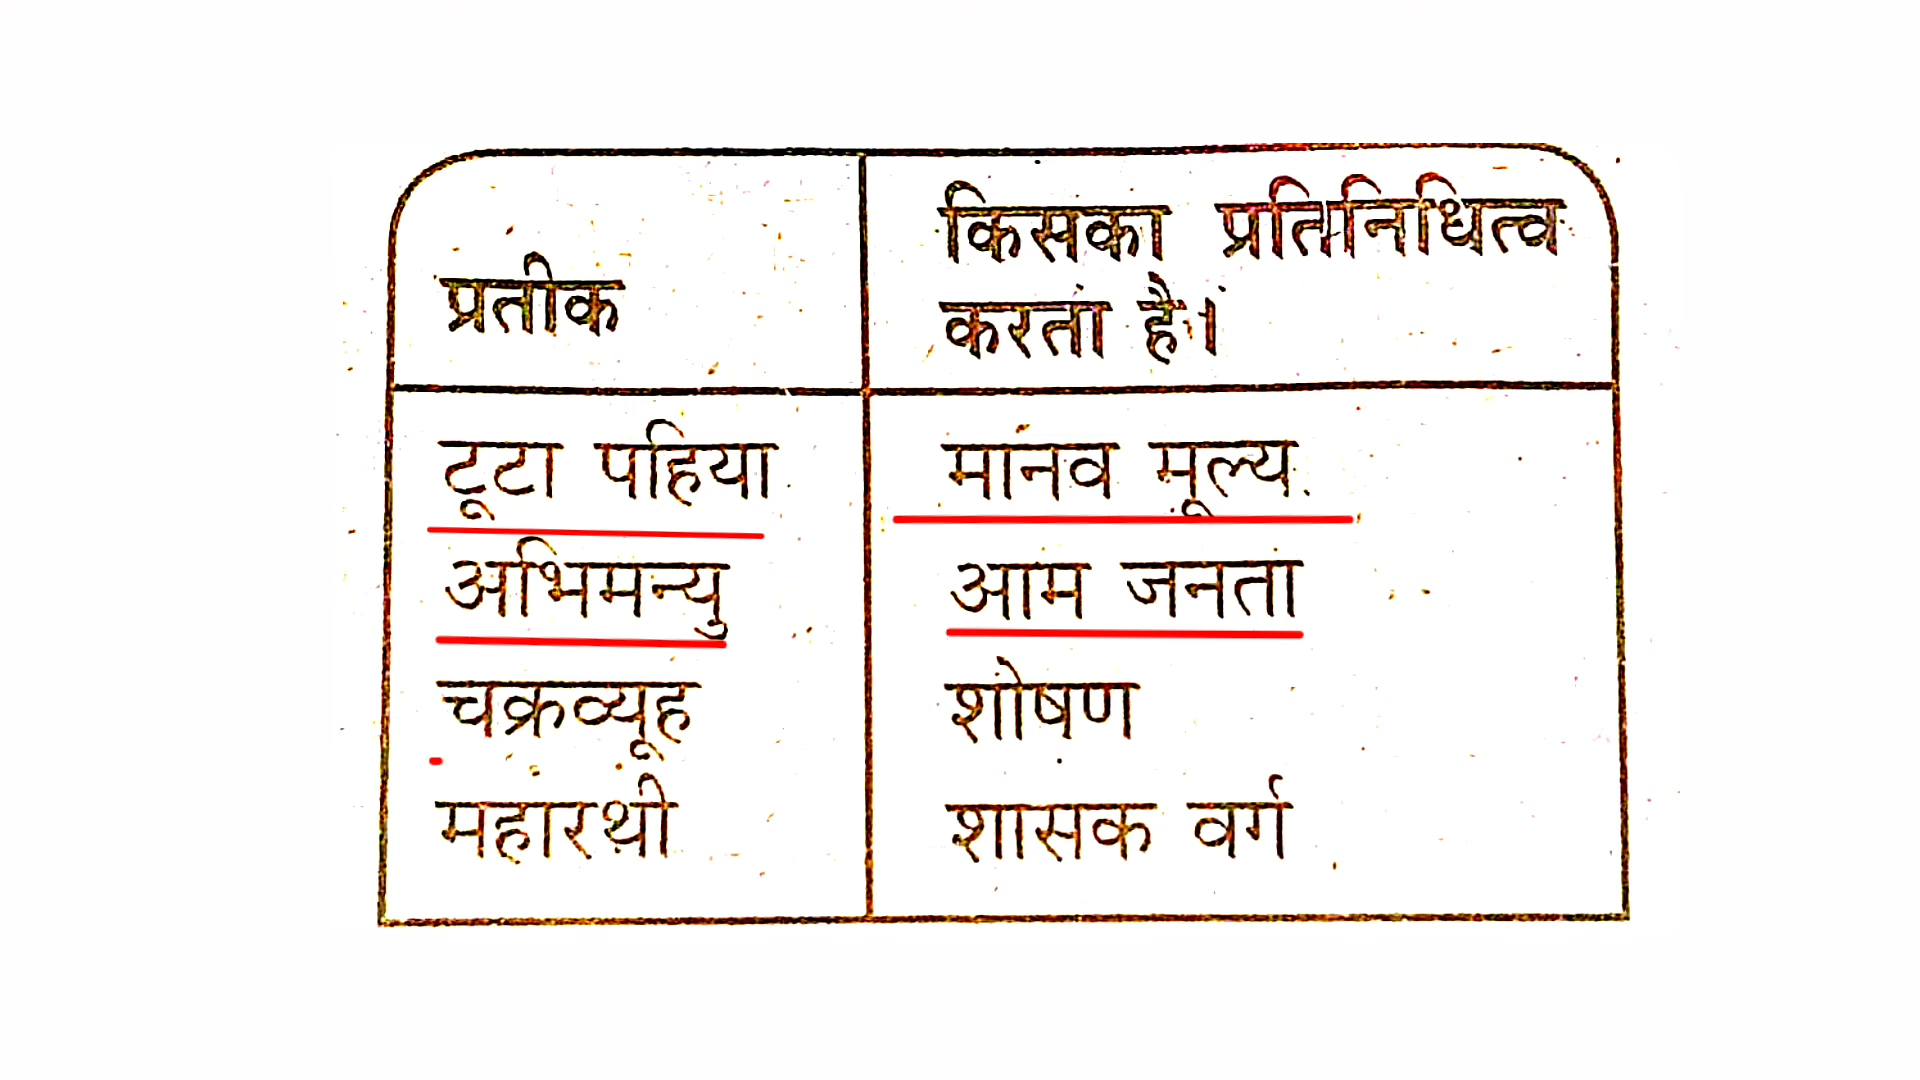 प्रतीक
किसका प्रतिनिधित्व
करता है।
टूटा पहिया मानव मूल्य
अभिमन्यु आम जनता
चक्रव्यूह शोषण
महारथी शासक वर्ग